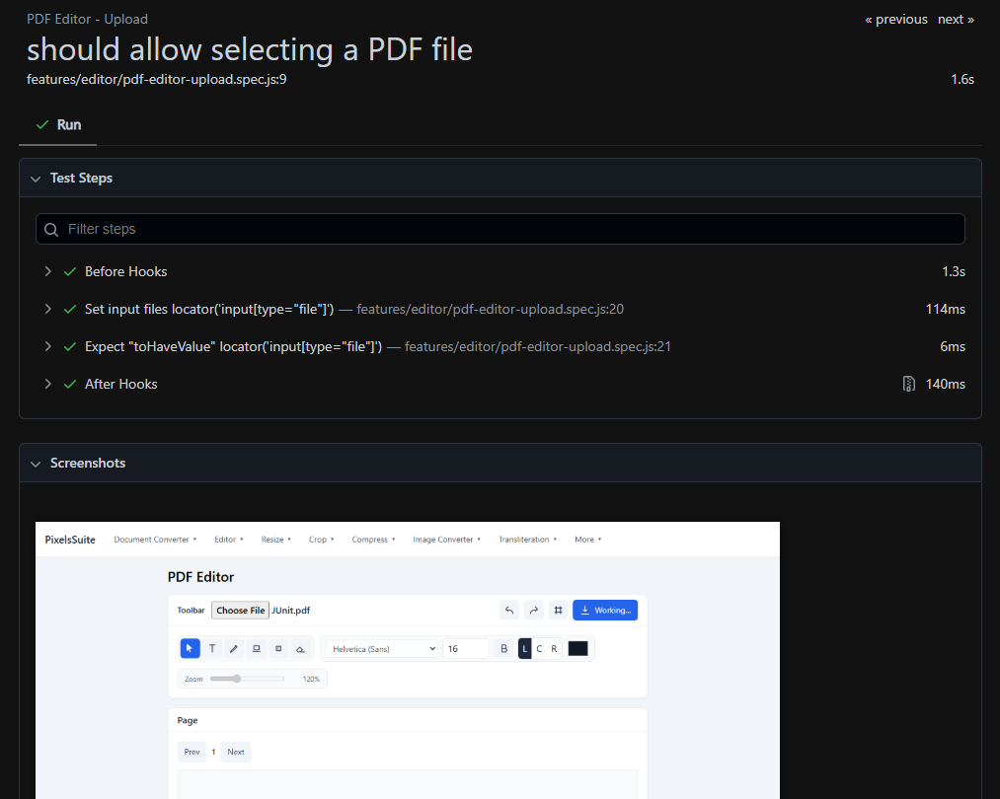 PDF Editor - Upload
« previous next »
should allow selecting a PDF file
features/editor/pdf-editor-upload.spec.js:9
1.6s
Run
Test Steps
Filter steps
Before Hooks 1.3s
Set input files locator('input[type="file"]') — features/editor/pdf-editor-upload.spec.js:20 114ms
Expect "toHaveValue" locator('input[type="file"]') — features/editor/pdf-editor-upload.spec.js:21 6ms
After Hooks 140ms
Screenshots
PixelsSuite Document Converter Editor Resize Crop Compress Image Converter Transliteration More
PDF Editor
Toolbar Choose File JUnit.pdf Working...
T Helvetica (Sans) 16 B L C R
Zoom 120%
Page
Prev 1 Next